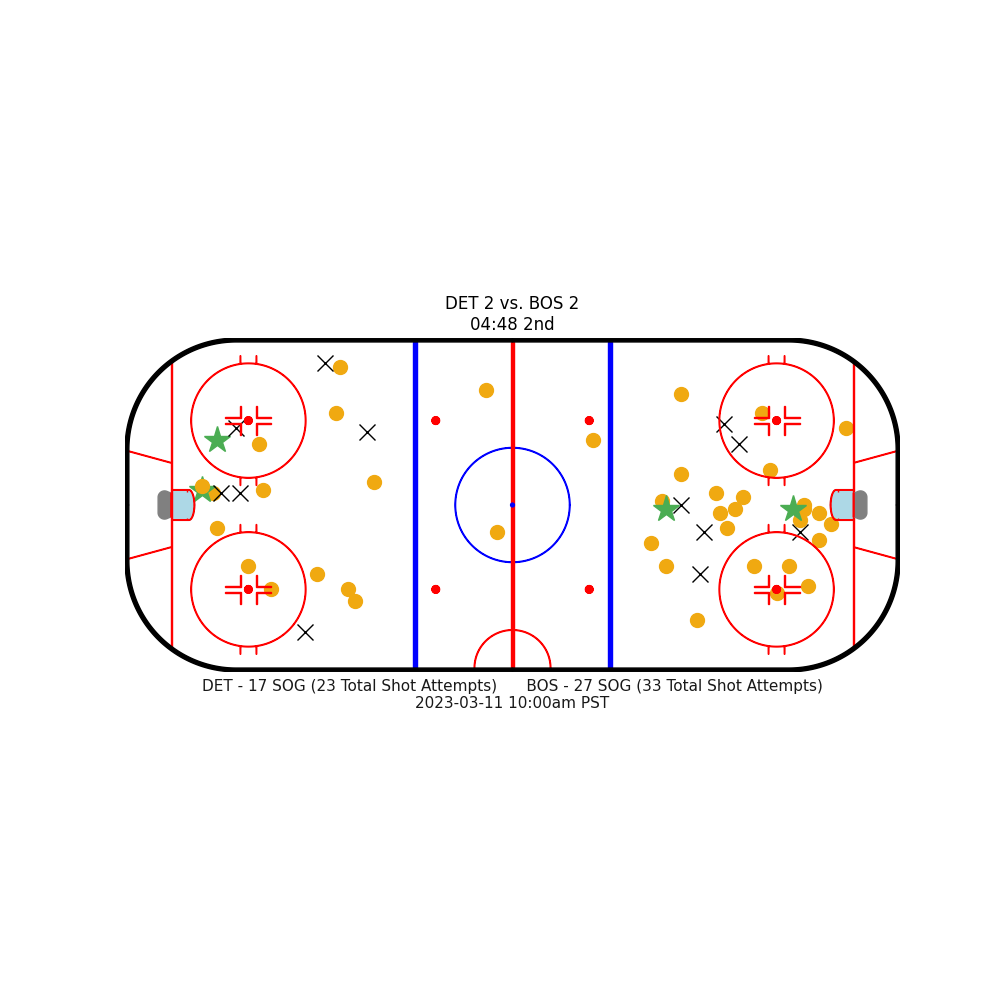 DET 2 vs. BOS 2
04:48 2nd
DET - 17 SOG (23 Total Shot Attempts) BOS - 27 SOG (33 Total Shot Attempts)
2023-03-11 10:00am PST